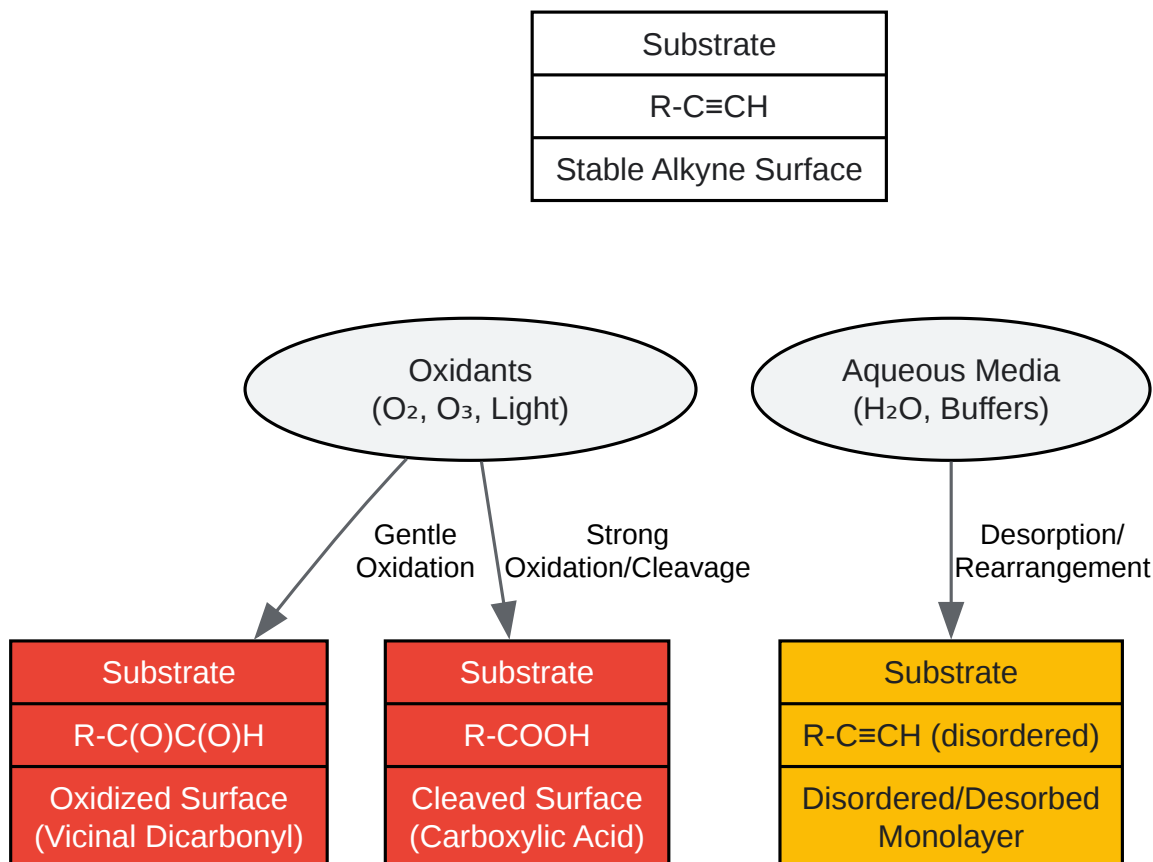 Substrate
R-C≡CH
Stable Alkyne Surface
Oxidants
(O₂, O₃, Light)
Aqueous Media
(H₂O, Buffers)
Gentle
Oxidation
Strong
Oxidation/Cleavage
Desorption/
Rearrangement
Substrate
R-C(O)C(O)H
Oxidized Surface
(Vicinal Dicarbonyl)
Substrate
R-COOH
Cleaved Surface
(Carboxylic Acid)
Substrate
R-C≡CH (disordered)
Disordered/Desorbed
Monolayer